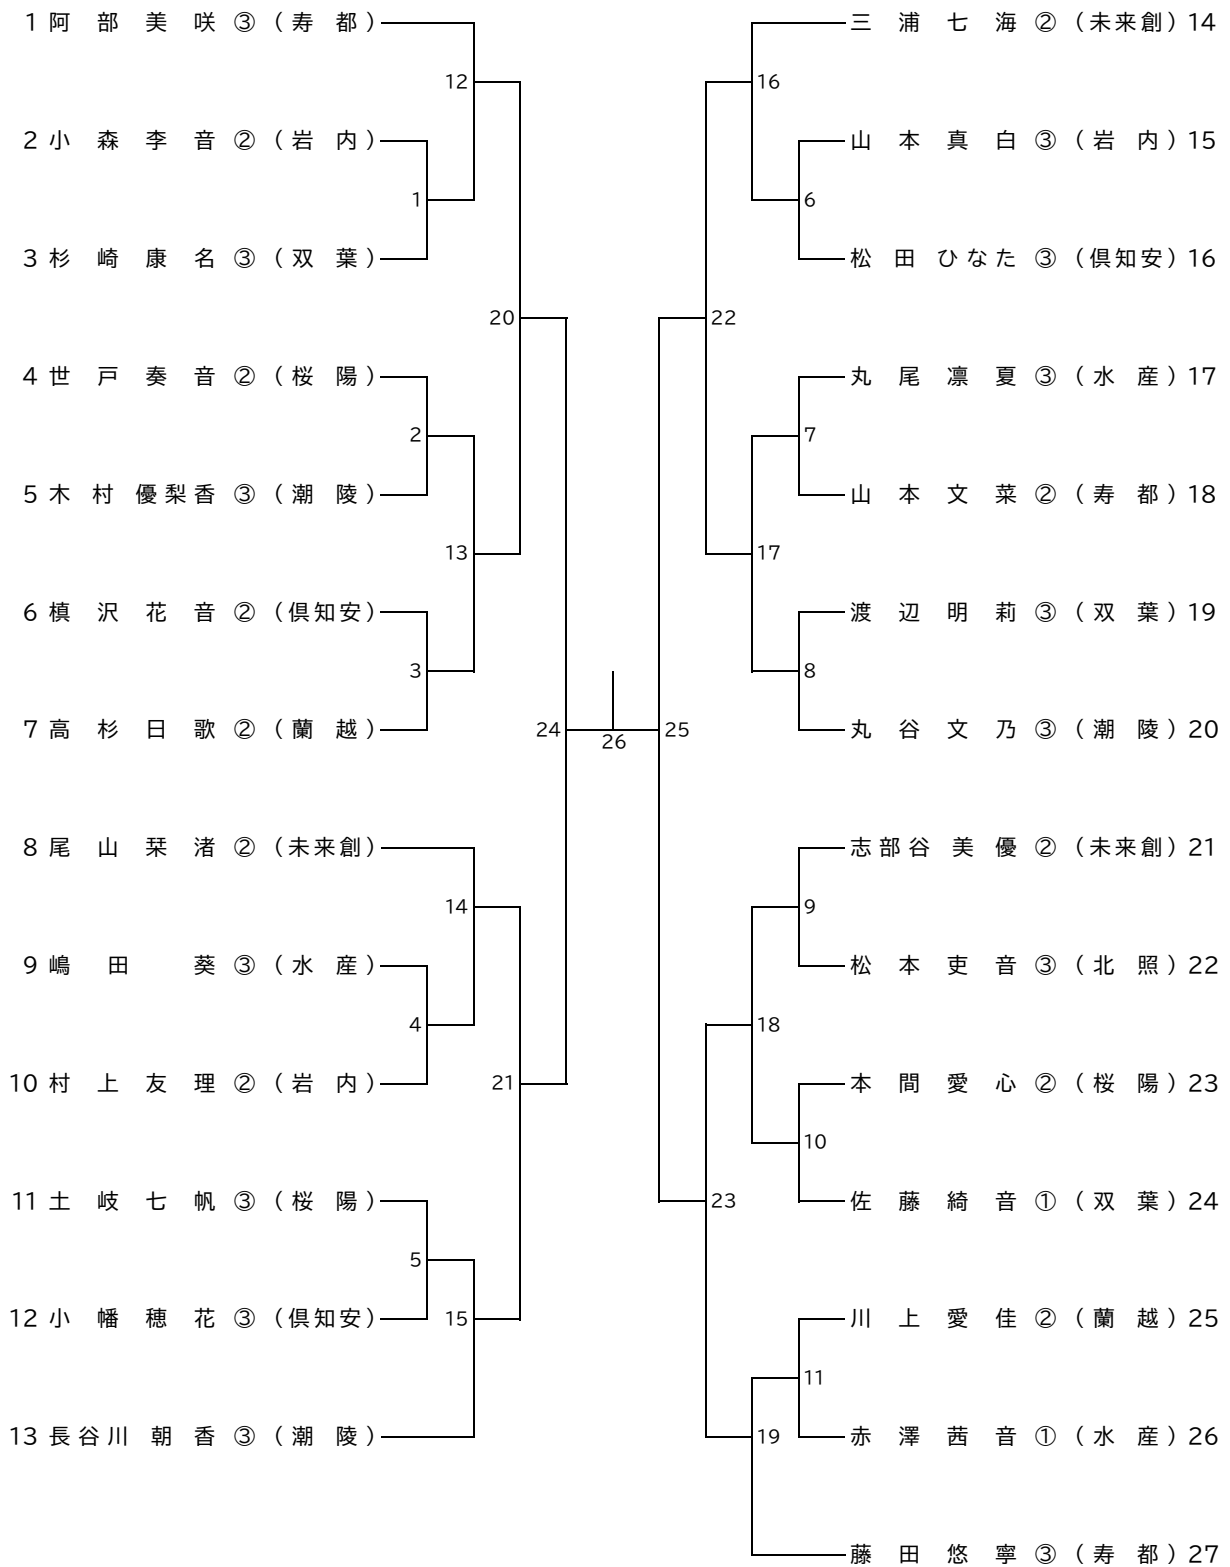 1 阿部美咲 ③ （寿都）
12
2 小森李音 ② （岩内）
1
3 杉崎康名 ③ （双葉）
20
4 世戸奏音 ② （桜陽）
2
5 木村優梨香 ③ （潮陵）
13
6 槙沢花音 ② （倶知安）
3
7 高杉日歌 ② （蘭越）
24
8 尾山栞渚 ② （未来創）
14
9 嶋田葵 ③ （水産）
4
10 村上友理 ② （岩内）
21
11 土岐七帆 ③ （桜陽）
5
12 小幡穂花 ③ （倶知安）
15
13 長谷川朝香 ③ （潮陵）
26
三浦七海 ② （未来創） 14
16
山本真白 ③ （岩内） 15
6
松田ひなた ③ （倶知安） 16
22
丸尾凛夏 ③ （水産） 17
7
山本文菜 ② （寿都） 18
17
渡辺明莉 ③ （双葉） 19
8
丸谷文乃 ③ （潮陵） 20
25
志部谷美優 ② （未来創） 21
9
松本吏音 ③ （北照） 22
18
本間愛心 ② （桜陽） 23
10
佐藤綺音 ① （双葉） 24
23
川上愛佳 ② （蘭越） 25
11
赤澤茜音 ① （水産） 26
19
藤田悠寧 ③ （寿都） 27